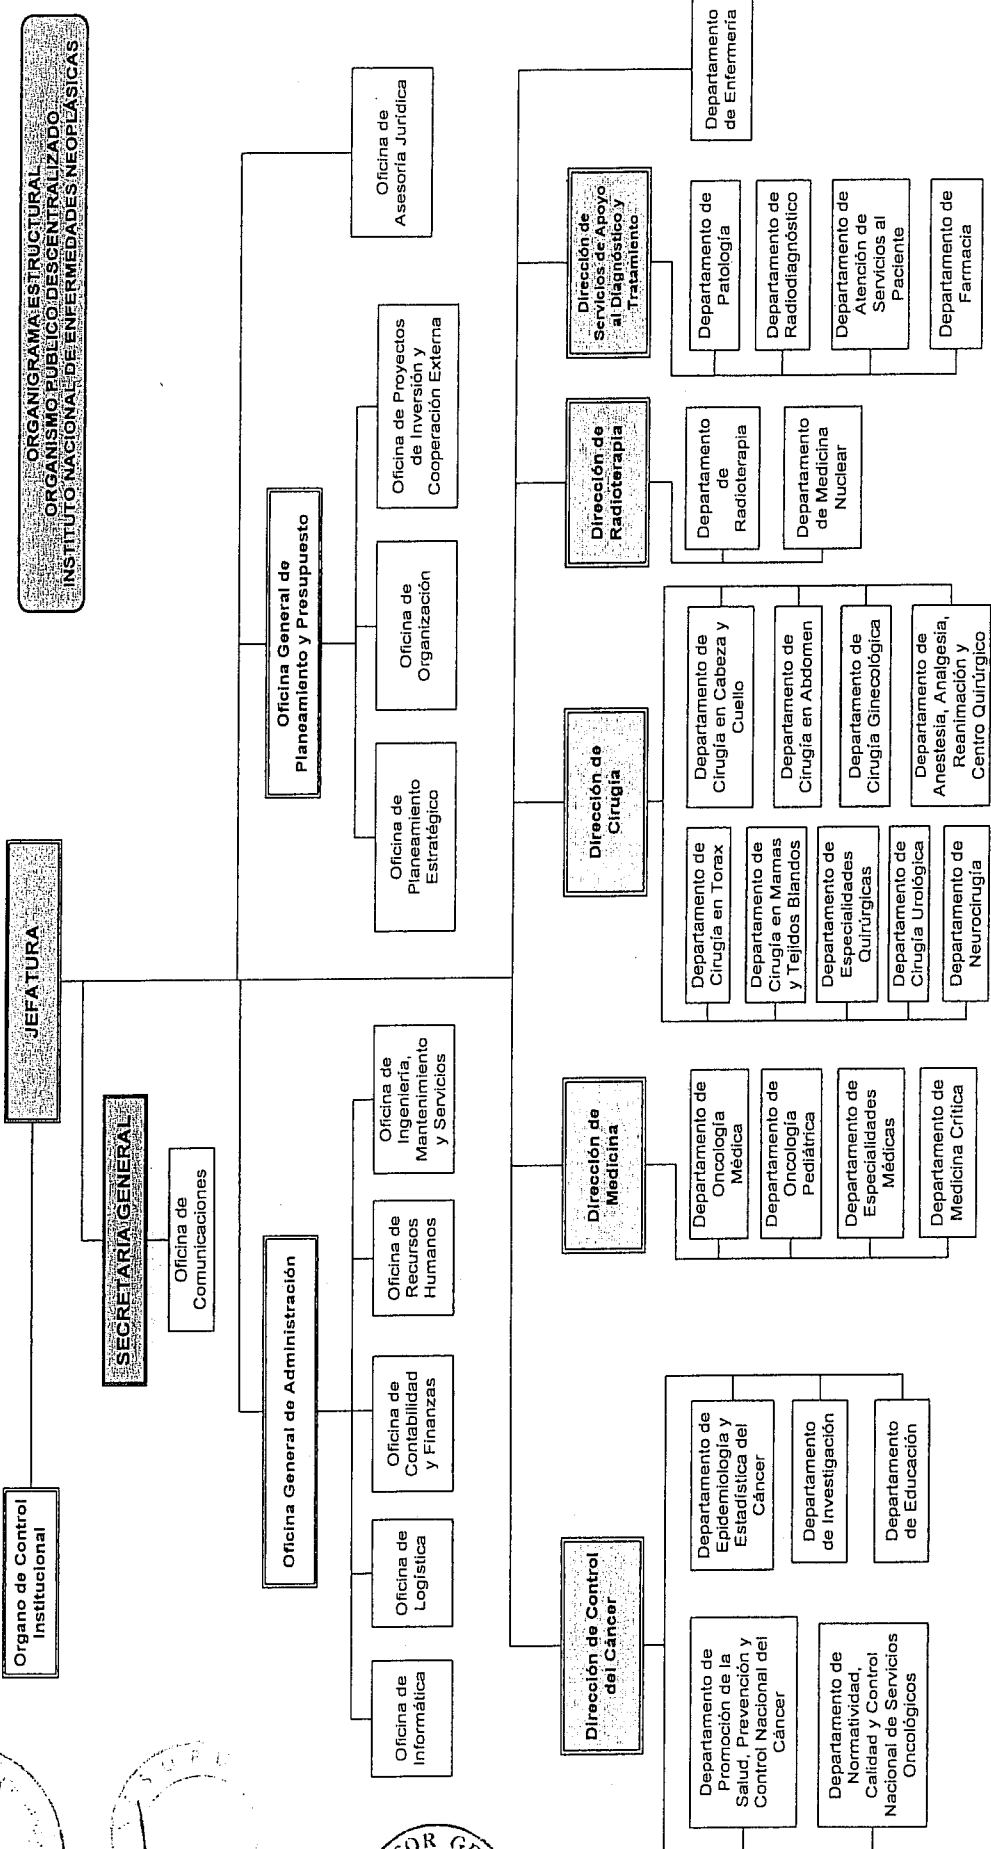 ORGANIGRAMA ESTRUCTURAL
ORGANISMO PUBLICO DESCENTRALIZADO
INSTITUTO NACIONAL DE ENFERMEDADES NEOPLÁSICAS
JEFATURA
Organo de Control
Institucional
SECRETARIA GENERAL
Oficina de
Comunicaciones
Oficina General de Administración
Oficina General de
Planeamiento y Presupuesto
Oficina de
Asesoría Jurídica
Oficina de
Informática
Oficina de
Logística
Oficina de
Contabilidad
y Finanzas
Oficina de
Recursos
Humanos
Oficina de
Ingeniería,
Mantenimiento
y Servicios
Oficina de
Planeamiento
Estratégico
Oficina de
Organización
Oficina de Proyectos
de Inversión y
Cooperación Externa
Dirección de Control
del Cáncer
Departamento de
Promoción de la
Salud, Prevención y
Control Nacional del
Cáncer
Departamento de
Normatividad,
Calidad y Control
Nacional de Servicios
Oncológicos
Departamento de
Epidemiología y
Estadística del
Cáncer
Departamento
de Investigación
Departamento
de Educación
Dirección de
Medicina
Departamento de
Oncología
Médica
Departamento de
Oncología
Pediátrica
Departamento de
Especialidades
Médicas
Departamento de
Medicina Crítica
Dirección de
Cirugía
Departamento de
Cirugía en Torax
Departamento de
Cirugía en Mamas
y Tejidos Blandos
Departamento de
Especialidades
Quirúrgicas
Departamento de
Cirugía Urológica
Departamento de
Neurocirugía
Departamento de
Cirugía en Cabeza y
Cuello
Departamento de
Cirugía en Abdomen
Departamento de
Cirugía Ginecológica
Departamento de
Anestesia, Analgesia,
Reanimación y
Centro Quirúrgico
Dirección de
Radioterapia
Departamento
de
Radioterapia
Departamento
de Medicina
Nuclear
Dirección de
Servicios de Apoyo
al Diagnóstico y
Tratamiento
Departamento de
Patología
Departamento de
Radiodiagnóstico
Departamento de
Atención de
Servicios al
Paciente
Departamento de
Farmacia
Departamento
de Enfermería